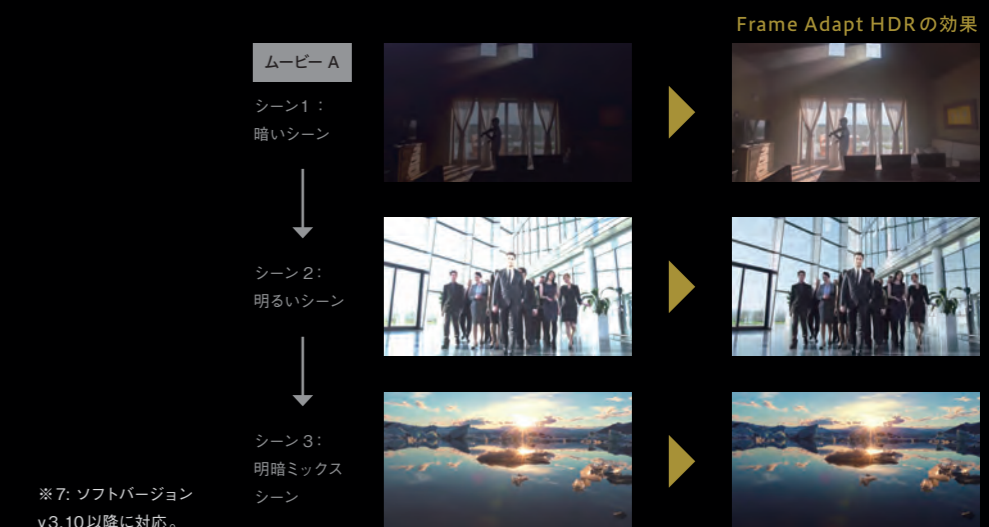 Frame Adapt HDRの効果
ムービー A
シーン1：
暗いシーン
シーン2：
明るいシーン
シーン3：
明暗ミックス
シーン
※7: ソフトバージョン
v3.10以降に対応。